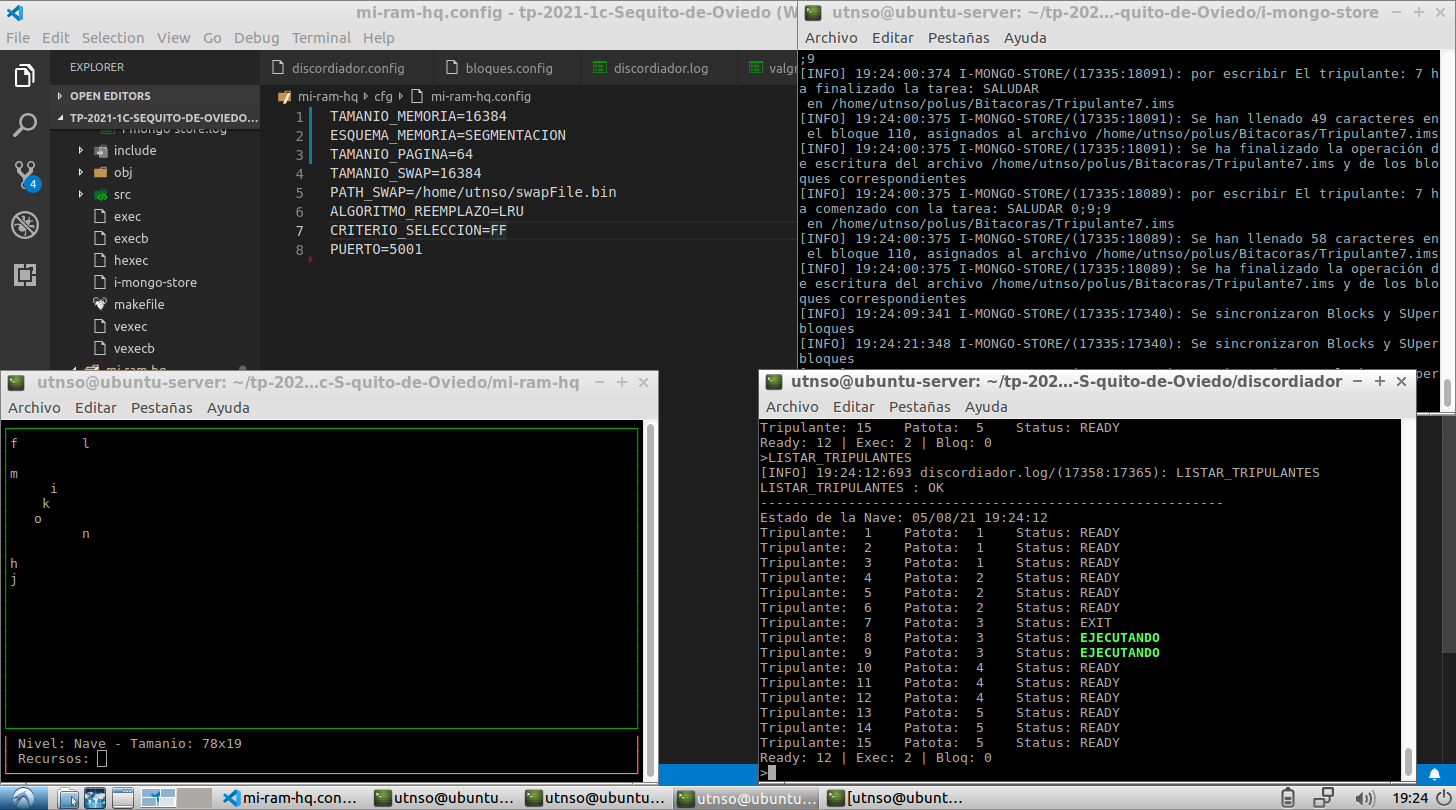 mi-ram-hq.config - tp-2021-1c-Sequito-de-Oviedo (W
File Edit Selection View Go Debug Terminal Help
EXPLORER
OPEN EDITORS
TP-2021-1C-SEQUITO-DE-OVIEDO...
i-mongo-store.log
include
obj
src
exec
execb
hexec
i-mongo-store
makefile
vexec
vexecb
mi-ram-hq
4
discordiador.config
bloques.config
discordiador.log
valgr
mi-ram-hq cfg mi-ram-hq.config
1 TAMANIO_MEMORIA=16384
2 ESQUEMA_MEMORIA=SEGMENTACION
3 TAMANIO_PAGINA=64
4 TAMANIO_SWAP=16384
5 PATH_SWAP=/home/utnso/swapFile.bin
6 ALGORITMO_REEMPLAZO=LRU
7 CRITERIO_SELECCION=FF
8 PUERTO=5001
utnso@ubuntu-server: ~/tp-202...-quito-de-Oviedo/i-mongo-store
Archivo Editar Pestañas Ayuda
;9
[INFO] 19:24:00:374 I-MONGO-STORE/(17335:18091): por escribir El tripulante: 7 h
a finalizado la tarea: SALUDAR
en /home/utnso/polus/Bitacoras/Tripulante7.ims
[INFO] 19:24:00:375 I-MONGO-STORE/(17335:18091): Se han llenado 49 caracteres en
el bloque 110, asignados al archivo /home/utnso/polus/Bitacoras/Tripulante7.ims
[INFO] 19:24:00:375 I-MONGO-STORE/(17335:18091): Se ha finalizado la operación d
e escritura del archivo /home/utnso/polus/Bitacoras/Tripulante7.ims y de los blo
ques correspondientes
[INFO] 19:24:00:375 I-MONGO-STORE/(17335:18089): por escribir El tripulante: 7 h
a comenzado con la tarea: SALUDAR 0;9;9
en /home/utnso/polus/Bitacoras/Tripulante7.ims
[INFO] 19:24:00:375 I-MONGO-STORE/(17335:18089): Se han llenado 58 caracteres en
el bloque 110, asignados al archivo /home/utnso/polus/Bitacoras/Tripulante7.ims
[INFO] 19:24:00:375 I-MONGO-STORE/(17335:18089): Se ha finalizado la operación d
e escritura del archivo /home/utnso/polus/Bitacoras/Tripulante7.ims y de los blo
ques correspondientes
[INFO] 19:24:09:341 I-MONGO-STORE/(17335:17340): Se sincronizaron Blocks y SUper
bloques
[INFO] 19:24:21:348 I-MONGO-STORE/(17335:17340): Se sincronizaron Blocks y SUper
bloques
per
utnso@ubuntu-server: ~/tp-202...c-S-quito-de-Oviedo/mi-ram-hq
Archivo Editar Pestañas Ayuda
f l
m
i
k
o
n
h
j
Nivel: Nave - Tamanio: 78x19
Recursos:
utnso@ubuntu-server: ~/tp-202...-S-quito-de-Oviedo/discordiador
Archivo Editar Pestañas Ayuda
Tripulante: 15 Patota: 5 Status: READY
Ready: 12 | Exec: 2 | Bloq: 0
>LISTAR_TRIPULANTES
[INFO] 19:24:12:693 discordiador.log/(17358:17365): LISTAR_TRIPULANTES
LISTAR_TRIPULANTES : OK
----------------------------------------------------------
Estado de la Nave: 05/08/21 19:24:12
Tripulante: 1 Patota: 1 Status: READY
Tripulante: 2 Patota: 1 Status: READY
Tripulante: 3 Patota: 1 Status: READY
Tripulante: 4 Patota: 2 Status: READY
Tripulante: 5 Patota: 2 Status: READY
Tripulante: 6 Patota: 2 Status: READY
Tripulante: 7 Patota: 3 Status: EXIT
Tripulante: 8 Patota: 3 Status: EJECUTANDO
Tripulante: 9 Patota: 3 Status: EJECUTANDO
Tripulante: 10 Patota: 4 Status: READY
Tripulante: 11 Patota: 4 Status: READY
Tripulante: 12 Patota: 4 Status: READY
Tripulante: 13 Patota: 5 Status: READY
Tripulante: 14 Patota: 5 Status: READY
Tripulante: 15 Patota: 5 Status: READY
Ready: 12 | Exec: 2 | Bloq: 0
>
mi-ram-hq.con... utnso@ubuntu... utnso@ubuntu... utnso@ubuntu... [utnso@ubunt... 19:24